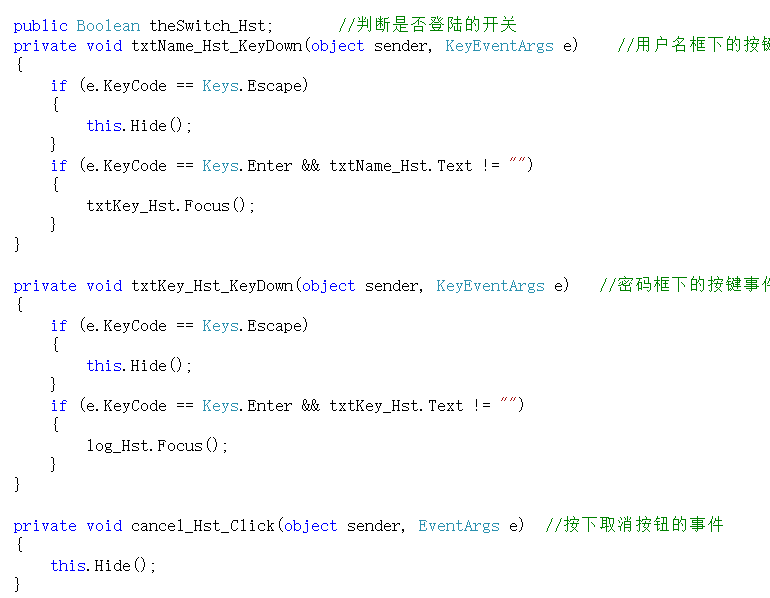 public Boolean theSwitch_Hst;       //判断是否登陆的开关
private void txtName_Hst_KeyDown(object sender, KeyEventArgs e)    //用户名框下的按
{
    if (e.KeyCode == Keys.Escape)
    {
        this.Hide();
    }
    if (e.KeyCode == Keys.Enter && txtName_Hst.Text != "")
    {
        txtKey_Hst.Focus();
    }
}

private void txtKey_Hst_KeyDown(object sender, KeyEventArgs e)   //密码框下的按键事
{
    if (e.KeyCode == Keys.Escape)
    {
        this.Hide();
    }
    if (e.KeyCode == Keys.Enter && txtKey_Hst.Text != "")
    {
        log_Hst.Focus();
    }
}

private void cancel_Hst_Click(object sender, EventArgs e)  //按下取消按钮的事件
{
    this.Hide();
}